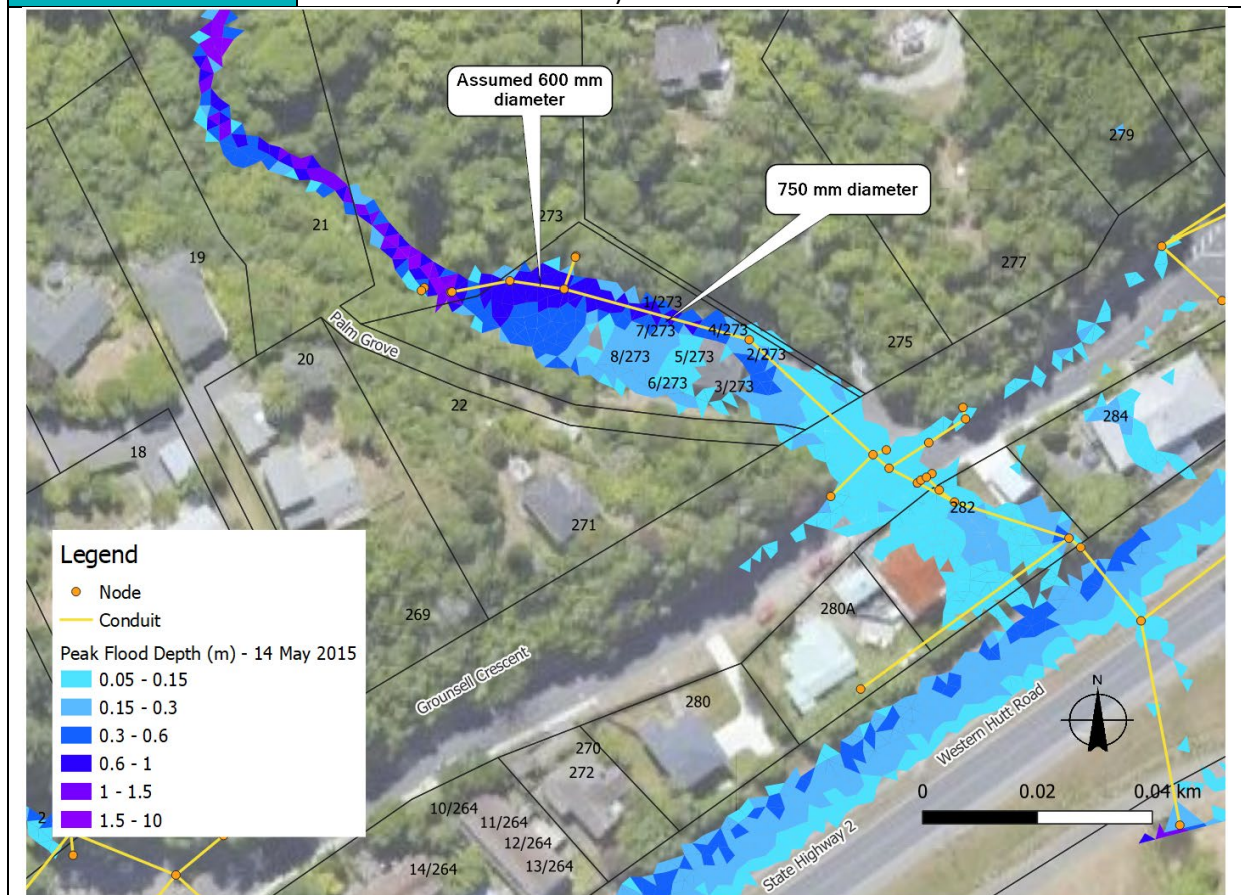 Assumed 600 mm
diameter
750 mm diameter
279
273
21
19
277
1/273
7/273
4/273
8/273
5/273
2/273
275
6/273
3/273
Palm Grove
20
22
284
18
271
282
280A
269
Grounsell Crescent
280
270
272
10/264
11/264
12/264
13/264
14/264
Western Hutt Road
State Highway 2
N
0
0.02
0.04 km
2
Legend
Node
Conduit
Peak Flood Depth (m) - 14 May 2015
0.05 - 0.15
0.15 - 0.3
0.3 - 0.6
0.6 - 1
1 - 1.5
1.5 - 10